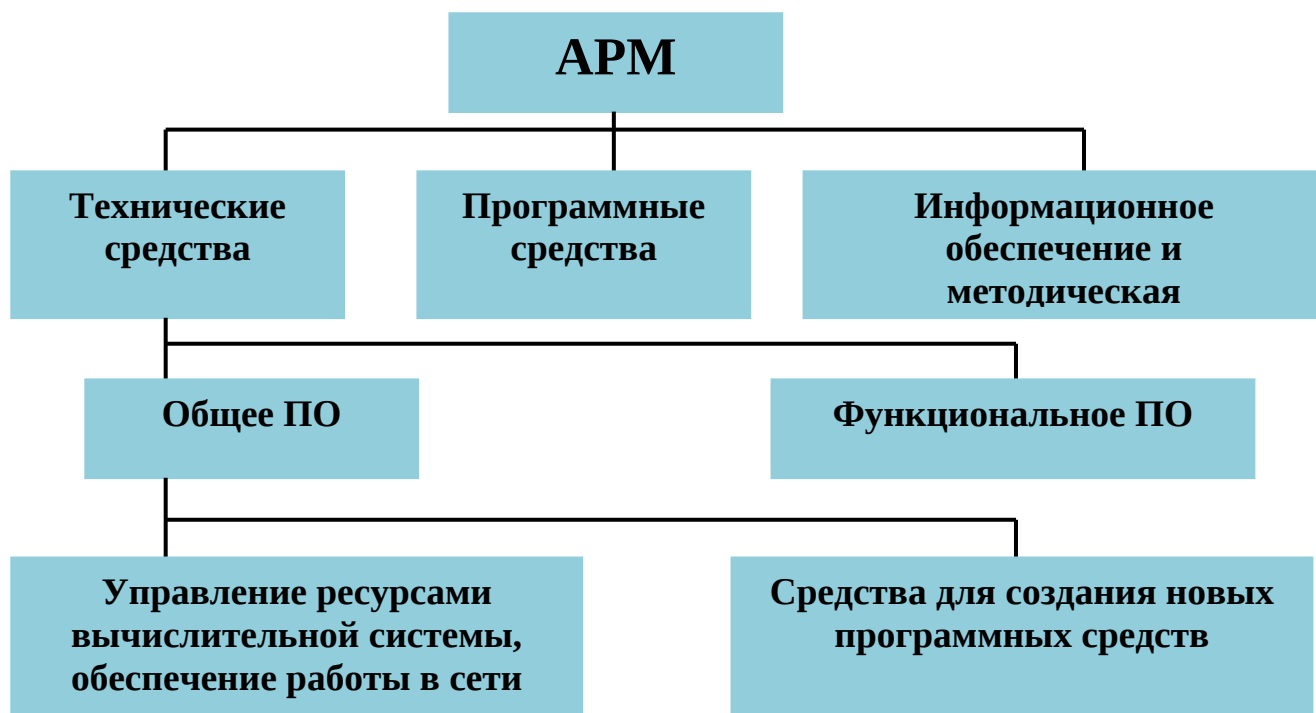 АРМ
Технические
средства
Программные
средства
Информационное
обеспечение и
методическая
Общее ПО
Функциональное ПО
Управление ресурсами
вычислительной системы,
обеспечение работы в сети
Средства для создания новых
программных средств